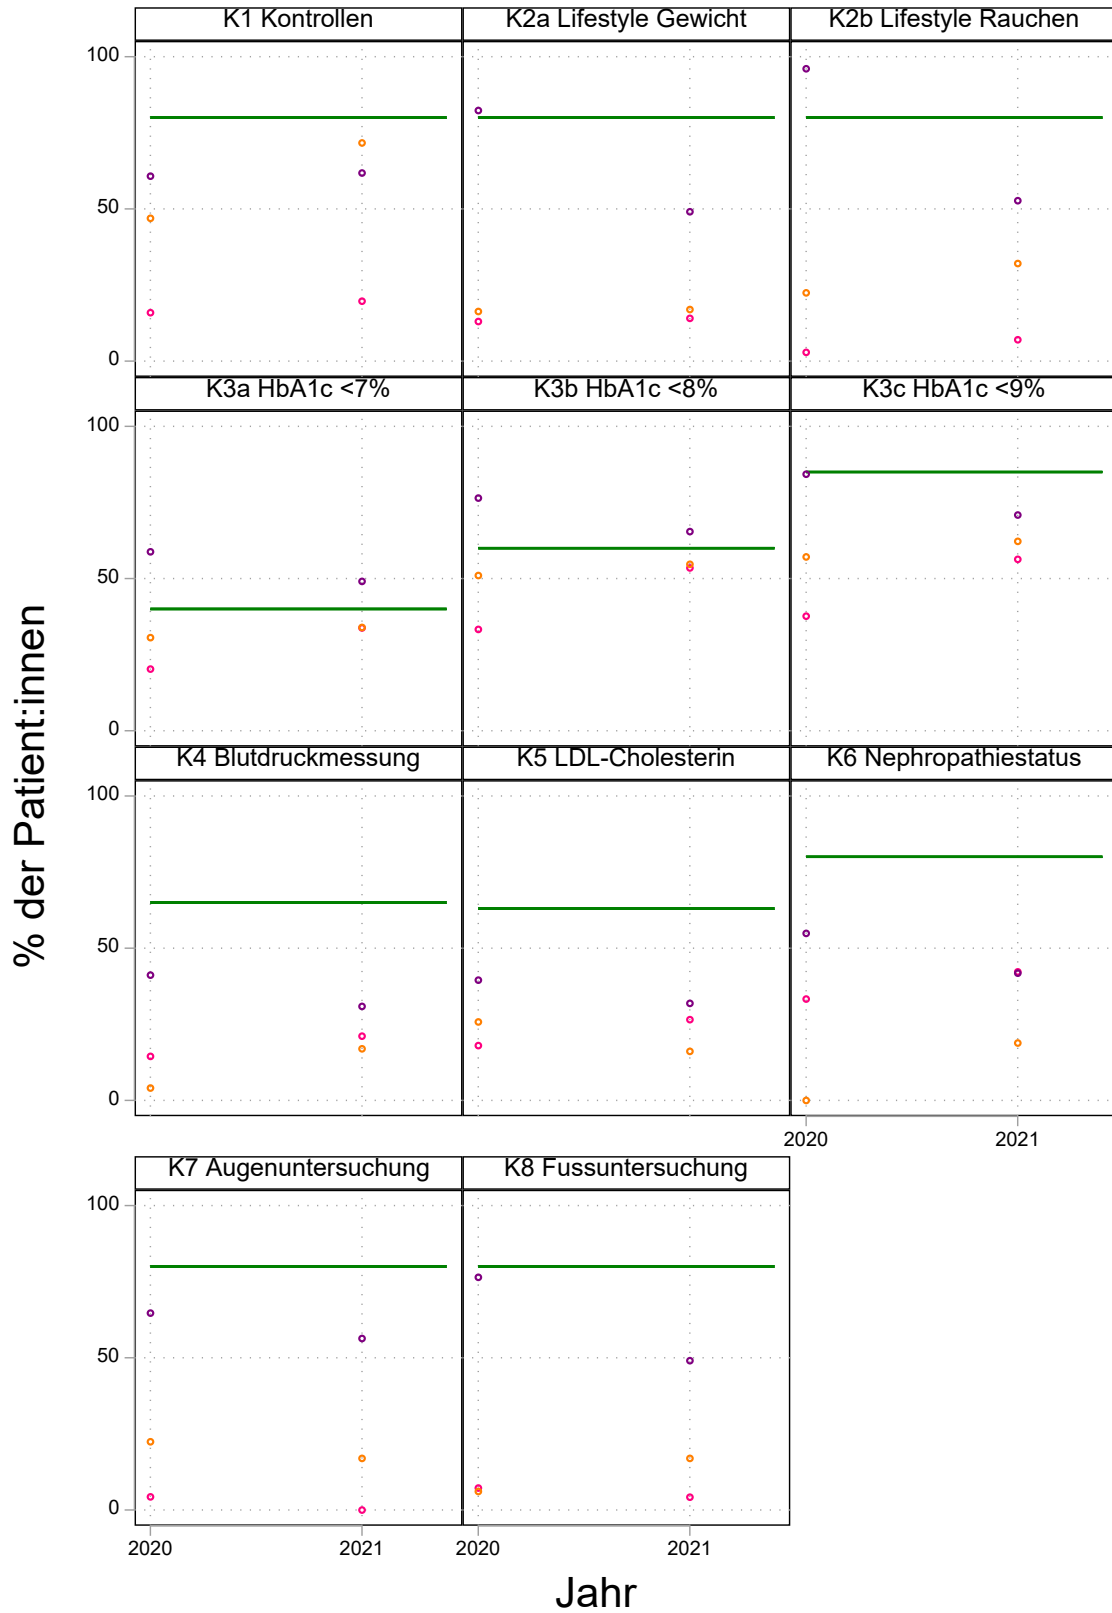 K1 Kontrollen
K2a Lifestyle Gewicht
K2b Lifestyle Rauchen
100
50
0
K3a HbA1c <7%
K3b HbA1c <8%
K3c HbA1c <9%
100
50
0
K4 Blutdruckmessung
K5 LDL-Cholesterin
K6 Nephropathiestatus
100
50
0
2020
2021
K7 Augenuntersuchung
K8 Fussuntersuchung
100
50
0
2020
2021
2020
2021
% der Patient:innen
Jahr